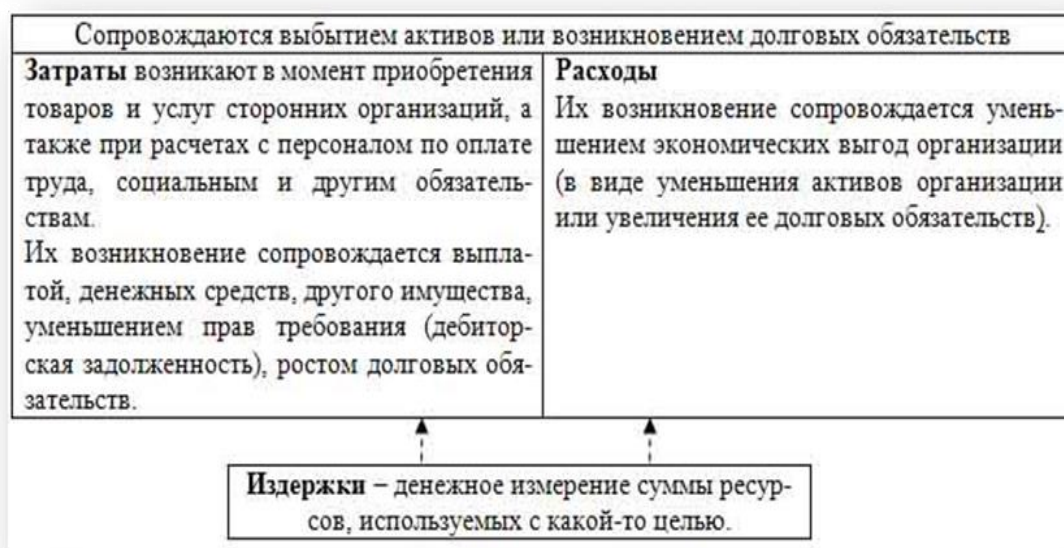 Сопровождаются выбытием активов или возникновением долговых обязательств
Затраты возникают в момент приобретения
товаров и услуг сторонних организаций, а
также при расчетах с персоналом по оплате
труда, социальным и другим обязатель-
ствам.
Их возникновение сопровождается выпла-
той, денежных средств, другого имущества,
уменьшением прав требования (дебитор-
ская задолженность), ростом долговых обя-
зательств.
Расходы
Их возникновение сопровождается умень-
шением экономических выгод организации
(в виде уменьшения активов организации
или увеличения ее долговых обязательств).
Издержки – денежное измерение суммы ресур-
сов, используемых с какой-то целью.